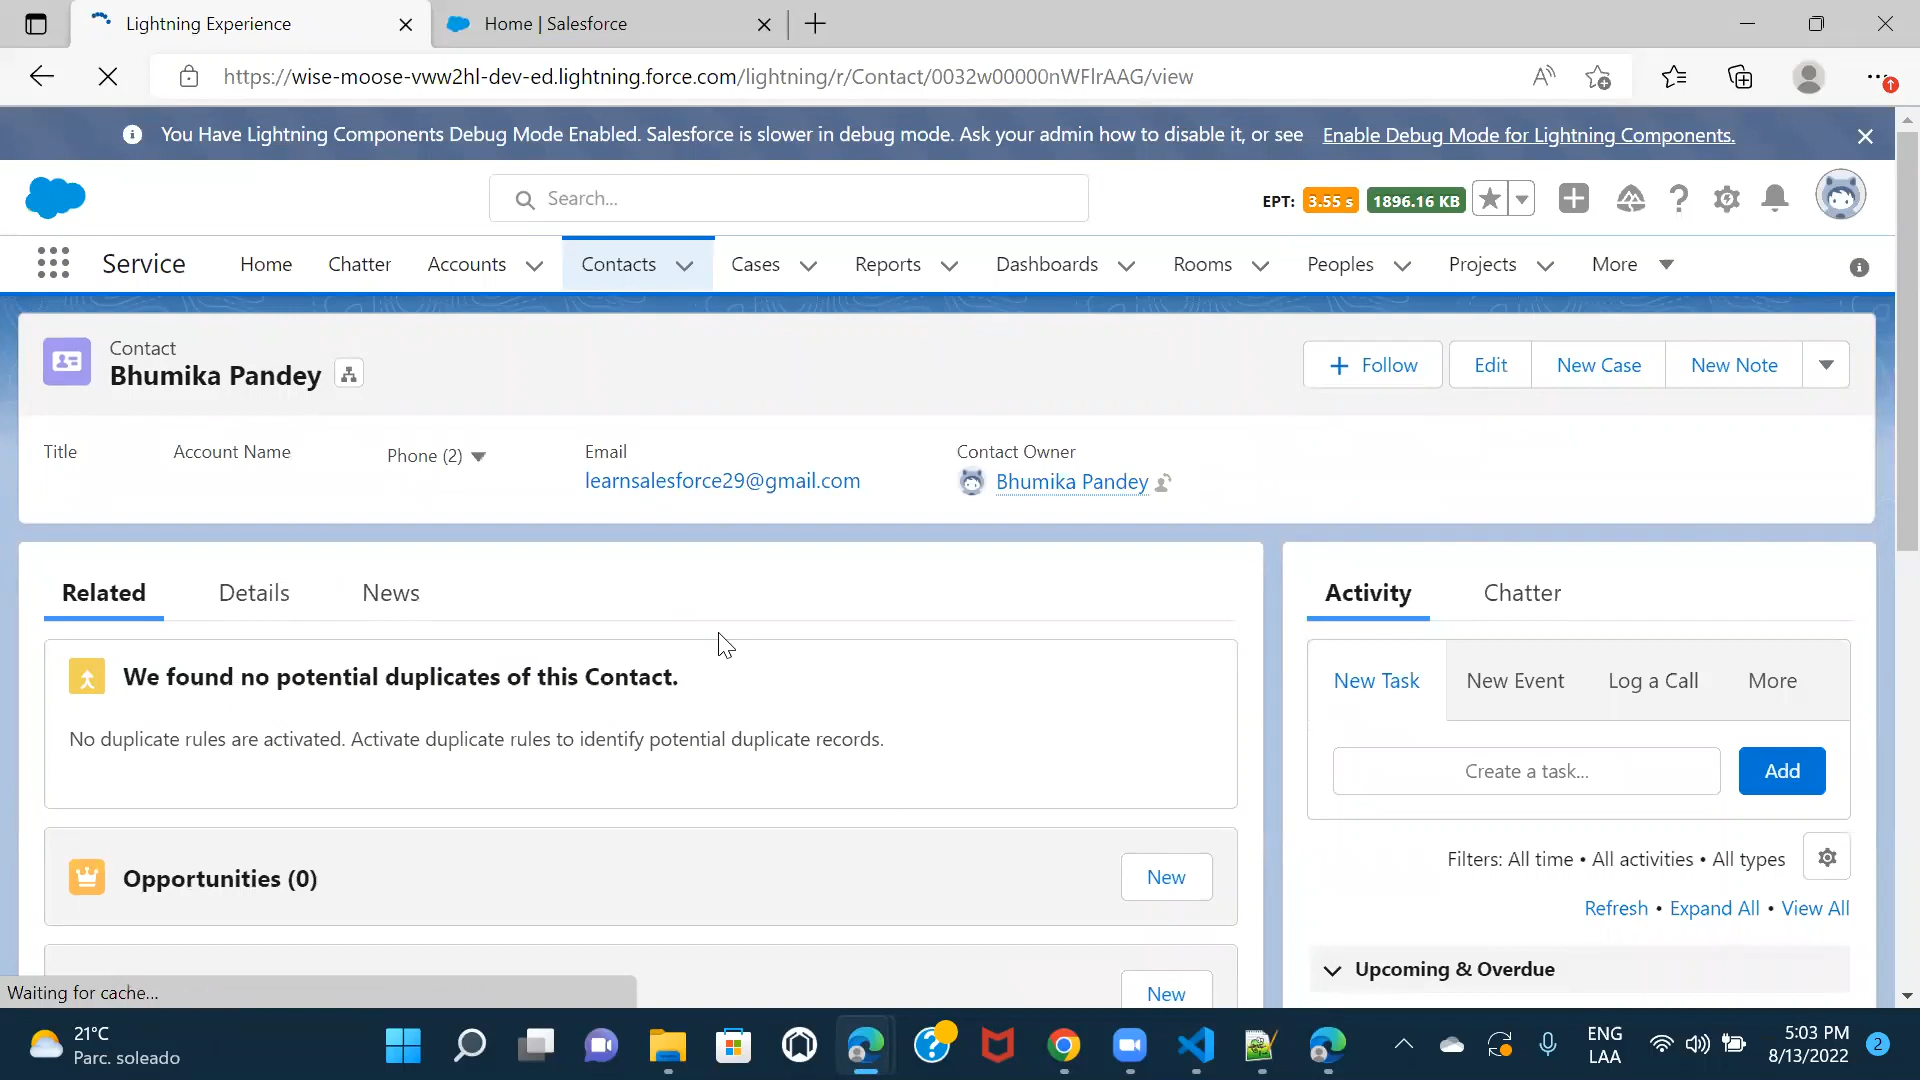 Lightning Experience
Home | Salesforce
https://wise-moose-vww2hl-dev-ed.lightning.force.com/lightning/r/Contact/0032w00000nWFlrAAG/view
You Have Lightning Components Debug Mode Enabled. Salesforce is slower in debug mode. Ask your admin how to disable it, or see Enable Debug Mode for Lightning Components.
Search...
EPT: 3.55 s 1896.16 KB
Service Home Chatter Accounts Contacts Cases Reports Dashboards Rooms Peoples Projects More
Contact
Bhumika Pandey
Follow Edit New Case New Note
Title Account Name Phone (2) Email Contact Owner
learnsalesforce29@gmail.com Bhumika Pandey
Related Details News
Activity Chatter
We found no potential duplicates of this Contact.
No duplicate rules are activated. Activate duplicate rules to identify potential duplicate records.
New Task New Event Log a Call More
Create a task... Add
Opportunities (0) New
Filters: All time • All activities • All types
Refresh • Expand All • View All
Upcoming & Overdue
New
Waiting for cache...
21°C
Parc. soleado
ENG
LAA
5:03 PM
8/13/2022
2